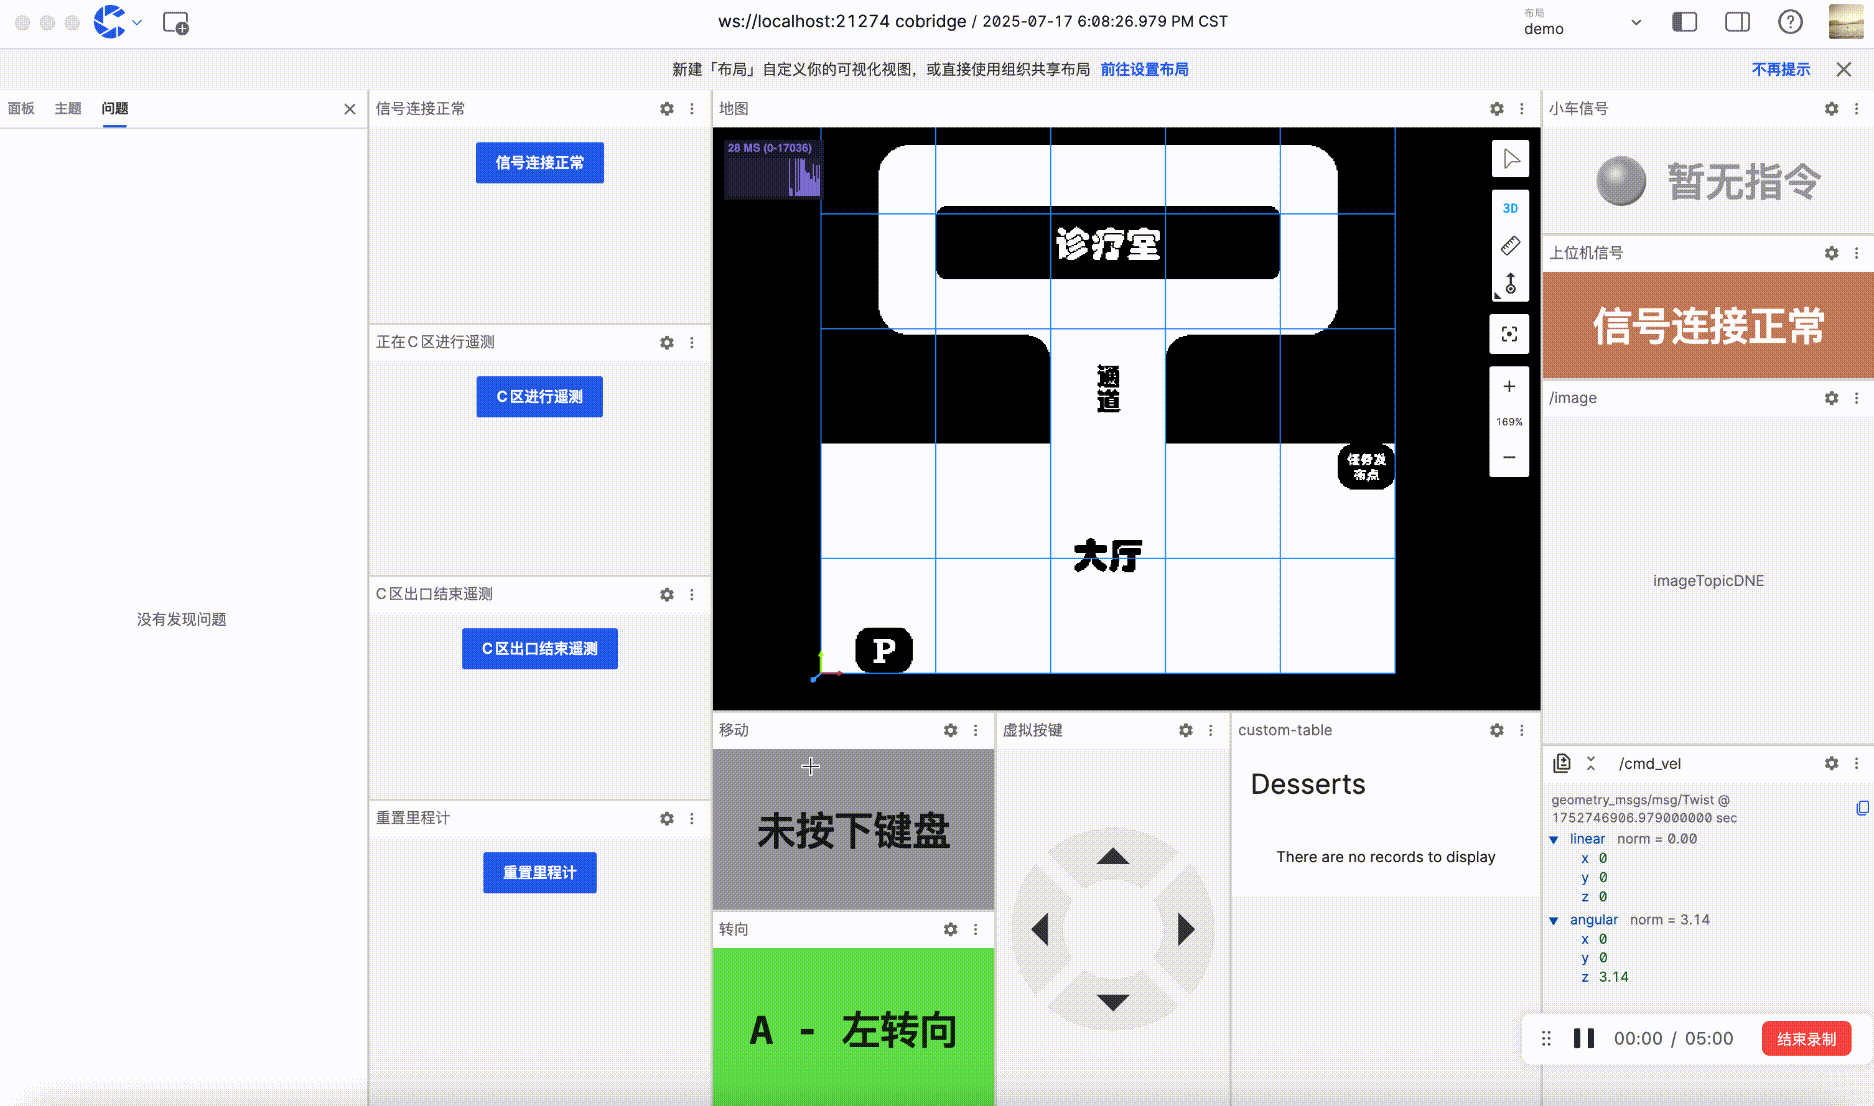 ws://localhost:21274 cobridge / 2025-07-17 6:08:26.979 PM CST
布局
demo
新建「布局」自定义你的可视化视图，或直接使用组织共享布局 前往设置布局
不再提示
面板 主题 问题
没有发现问题
信号连接正常
信号连接正常
正在C区进行遥测
C区进行遥测
C区出口结束遥测
C区出口结束遥测
重置里程计
重置里程计
地图
28 MS (0-17036)
诊疗室
通
道
任务发
布点
大厅
P
3D
169%
移动
未按下键盘
转向
A - 左转向
虚拟按键
custom-table
Desserts
There are no records to display
小车信号
暂无指令
上位机信号
信号连接正常
/image
imageTopicDNE
/cmd_vel
geometry_msgs/msg/Twist @
1752746906.979000000 sec
linear norm = 0.00
x 0
y 0
z 0
angular norm = 3.14
x 0
y 0
z 3.14
00:00 / 05:00
结束录制